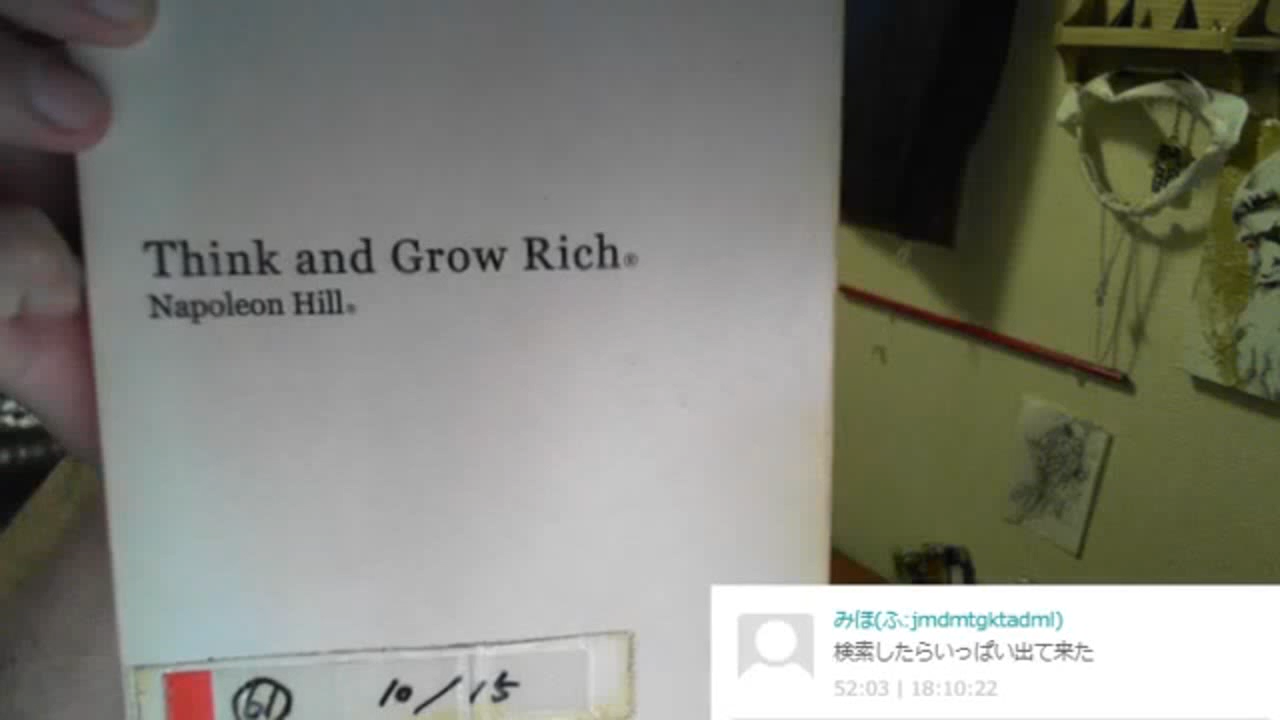 Think and Grow Rich®
Napoleon Hill®
61 10/15
みほ(ふ:jmdmtgktadml)
検索したらいっぱい出て来た
52:03 | 18:10:22